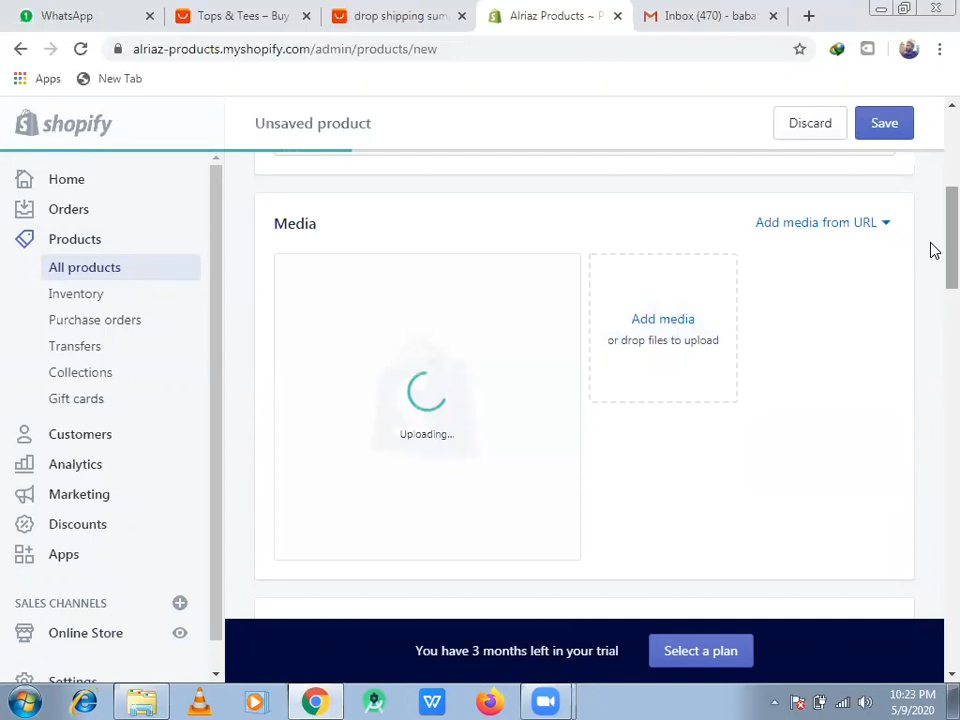 WhatsApp
Tops & Tees – Buy
drop shipping sum
Alriaz Products ~ P
Inbox (470) - baba
alriaz-products.myshopify.com/admin/products/new
Apps
New Tab
shopify
Unsaved product
Discard
Save
Home
Orders
Products
All products
Inventory
Purchase orders
Transfers
Collections
Gift cards
Customers
Analytics
Marketing
Discounts
Apps
SALES CHANNELS
Online Store
Settings
Media
Add media from URL
Uploading...
Add media
or drop files to upload
You have 3 months left in your trial
Select a plan
10:23 PM
5/9/2020